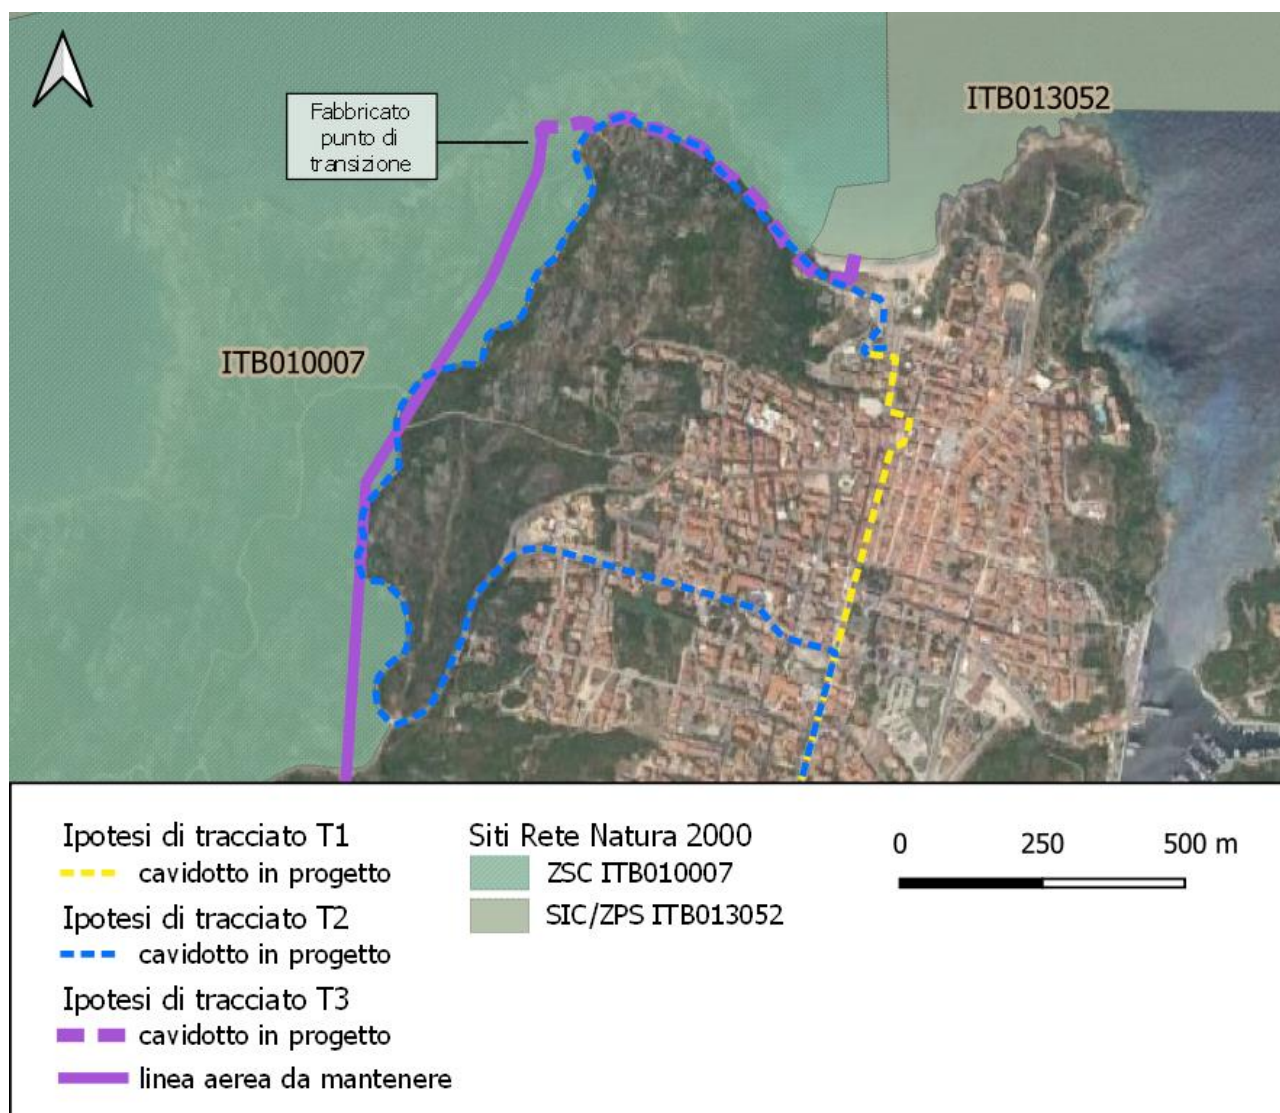 ITB013052
Fabbricato
punto di
transizione
ITB010007
Ipotesi di tracciato T1
cavidotto in progetto
Ipotesi di tracciato T2
cavidotto in progetto
Ipotesi di tracciato T3
cavidotto in progetto
linea aerea da mantenere
Siti Rete Natura 2000
ZSC ITB010007
SIC/ZPS ITB013052
0 250 500 m